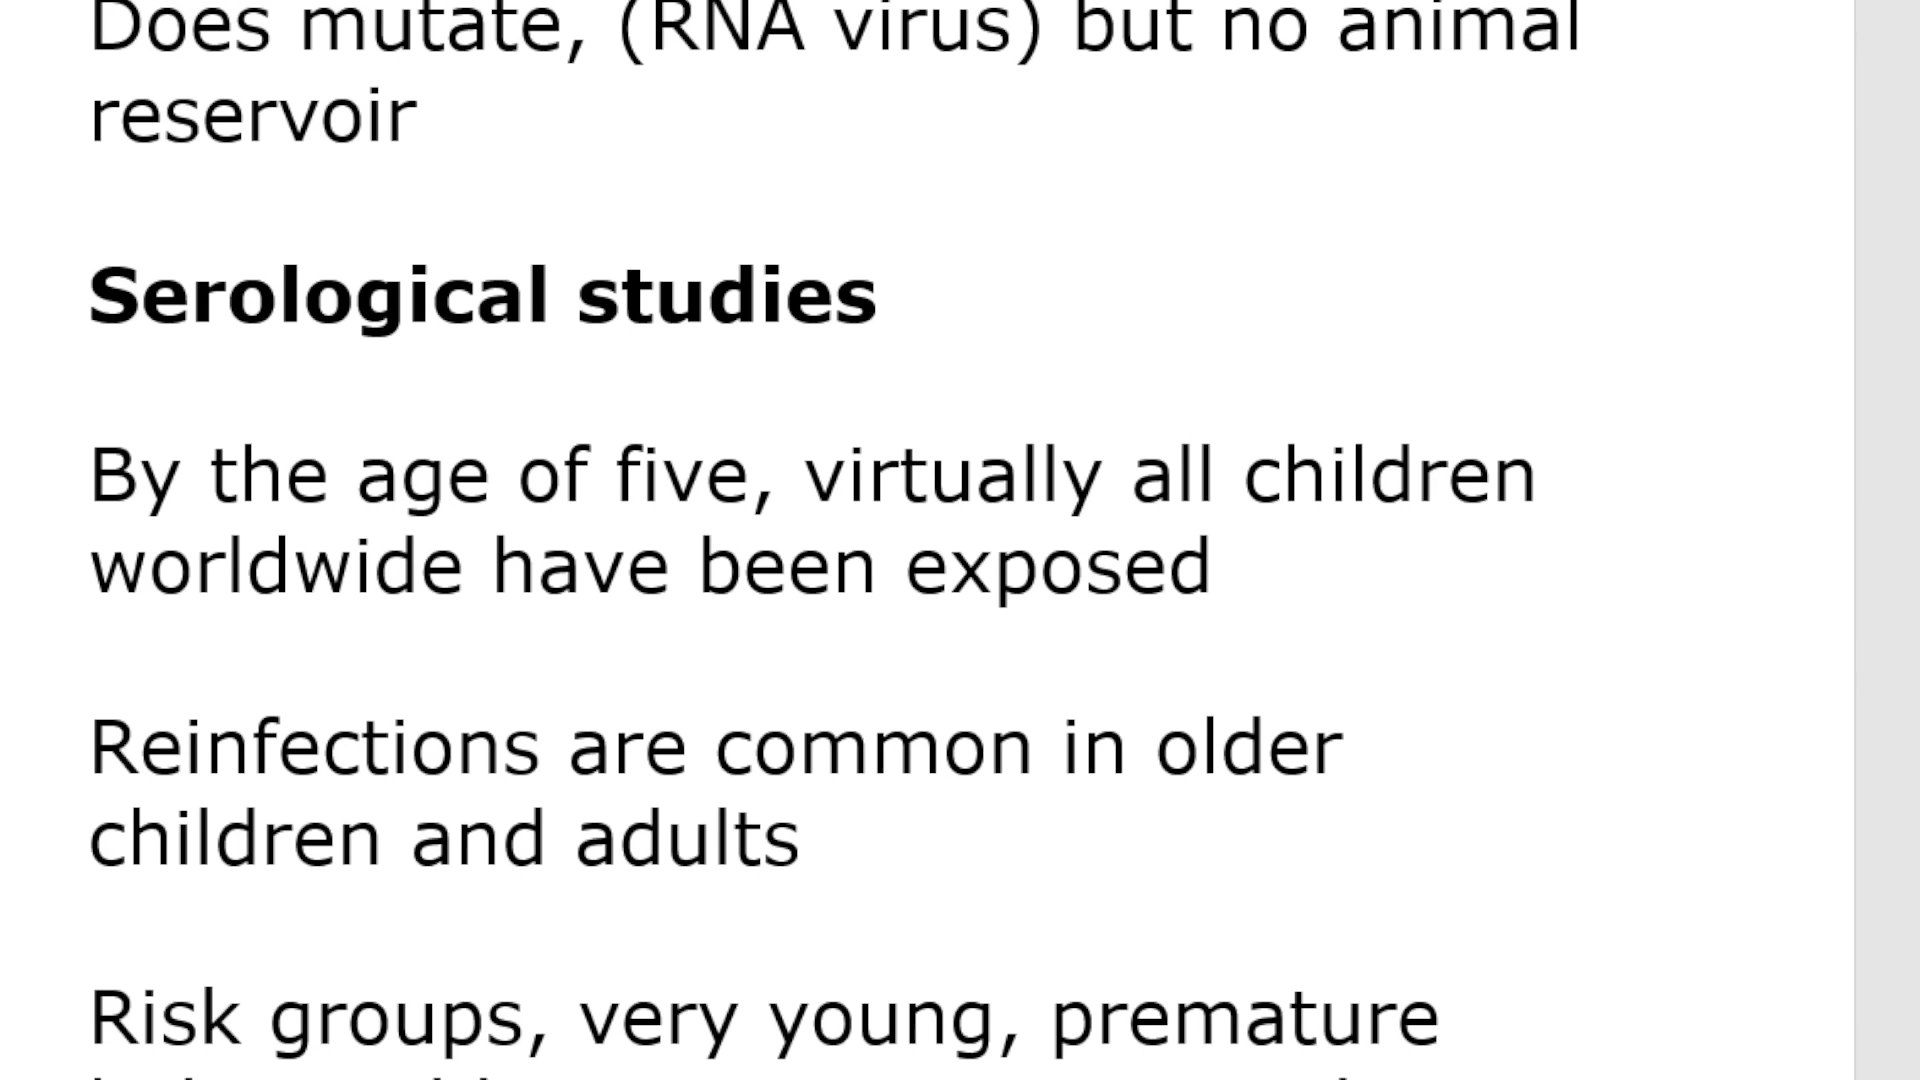 Does mutate, (RNA virus) but no animal
reservoir
Serological studies
By the age of five, virtually all children
worldwide have been exposed
Reinfections are common in older
children and adults
Risk groups, very young, premature